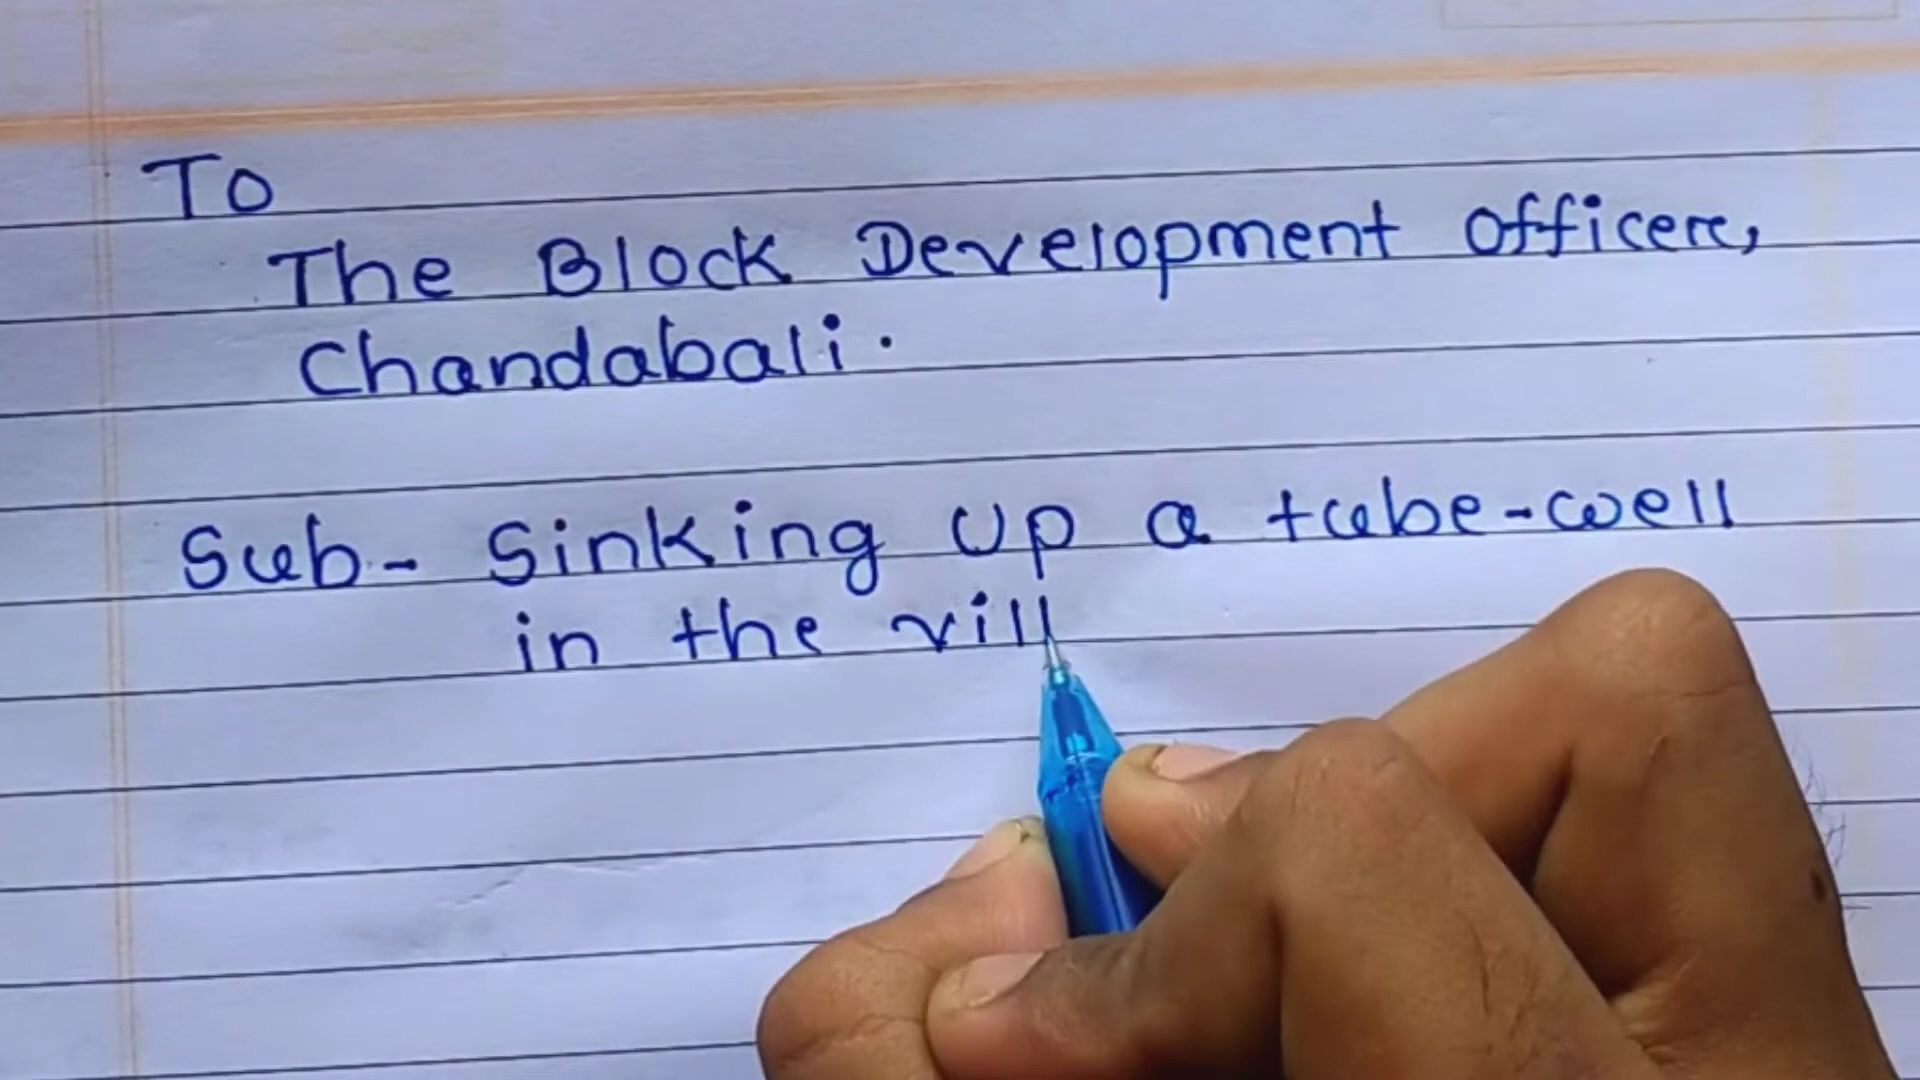 To
The Block Development Officer,
Chandabali.
Sub- Sinking up a tube-well
in the vill